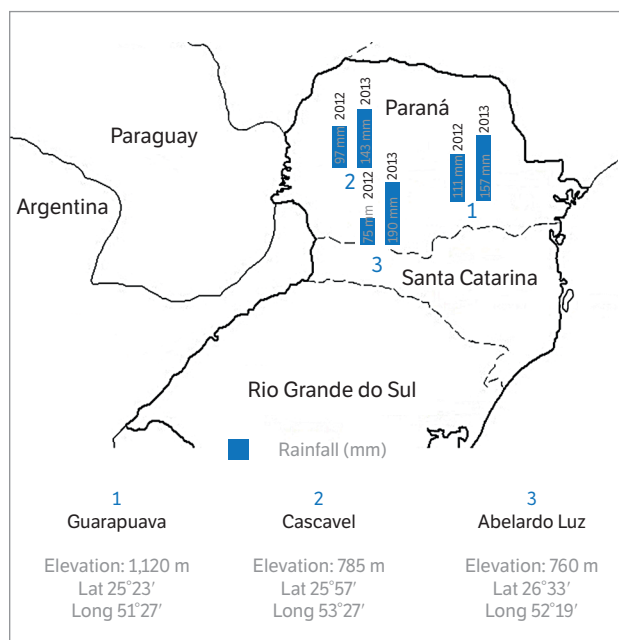 Paraguay
Argentina
Paraná
2012
2013
97 mm
143 mm
2
2012
2013
75 mm
190 mm
3
2012
2013
111 mm
157 mm
1
Santa Catarina
Rio Grande do Sul
Rainfall (mm)
1
Guarapuava
Elevation: 1,120 m
Lat 25°23′
Long 51°27′
2
Cascavel
Elevation: 785 m
Lat 25°57′
Long 53°27′
3
Abelardo Luz
Elevation: 760 m
Lat 26°33′
Long 52°19′